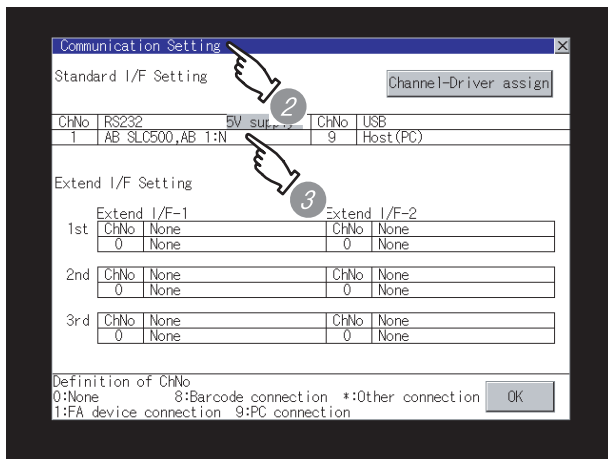 Communication Setting
Standard I/F Setting
Channel-Driver assign
2
ChNo RS232 5V supply ChNo USB
1 AB SLC500,AB 1:N 9 Host(PC)
3
Extend I/F Setting
Extend I/F-1 Extend I/F-2
1st ChNo None ChNo None
0 None 0 None
2nd ChNo None ChNo None
0 None 0 None
3rd ChNo None ChNo None
0 None 0 None
Definition of ChNo
0:None 8:Barcode connection *:Other connection OK
1:FA device connection 9:PC connection